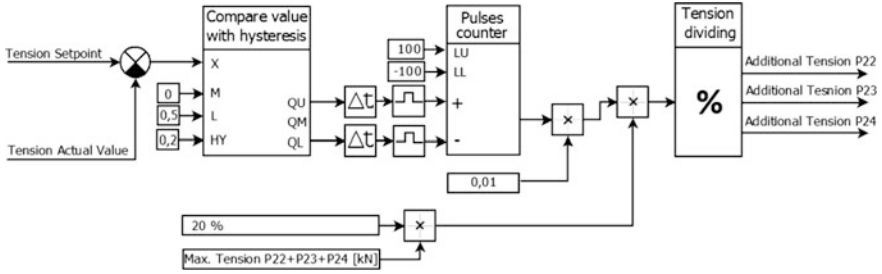 Compare value
with hysteresis
Pulses
counter
Tension
dividing
Tension Setpoint
X
0
M
0,5
L
0,2
HY
QU
QM
QL
Δt
Δt
100
LU
-100
LL
+
-
×
×
%
Additional Tension P22
Additional Tesnion P23
Additional Tension P24
Tension Actual Value
0,01
20 %
×
Max. Tension P22+P23+P24 [kN]